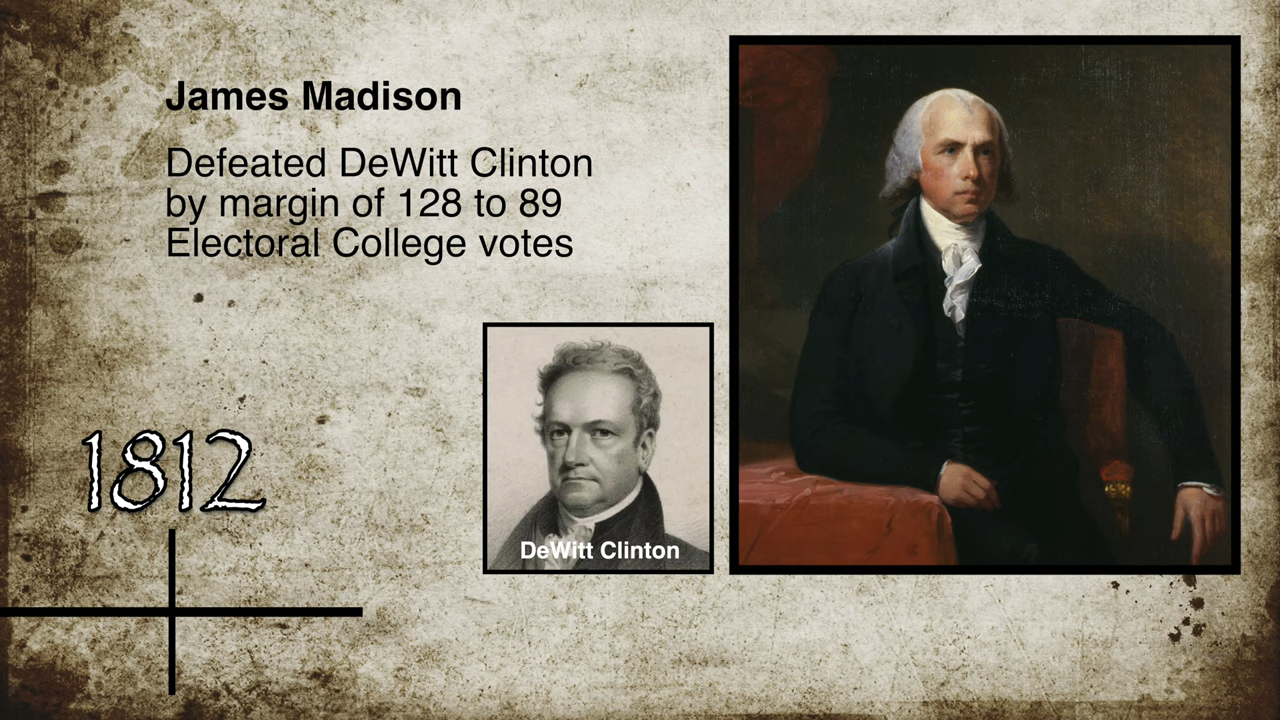 James Madison
Defeated DeWitt Clinton
by margin of 128 to 89
Electoral College votes
1812
DeWitt Clinton